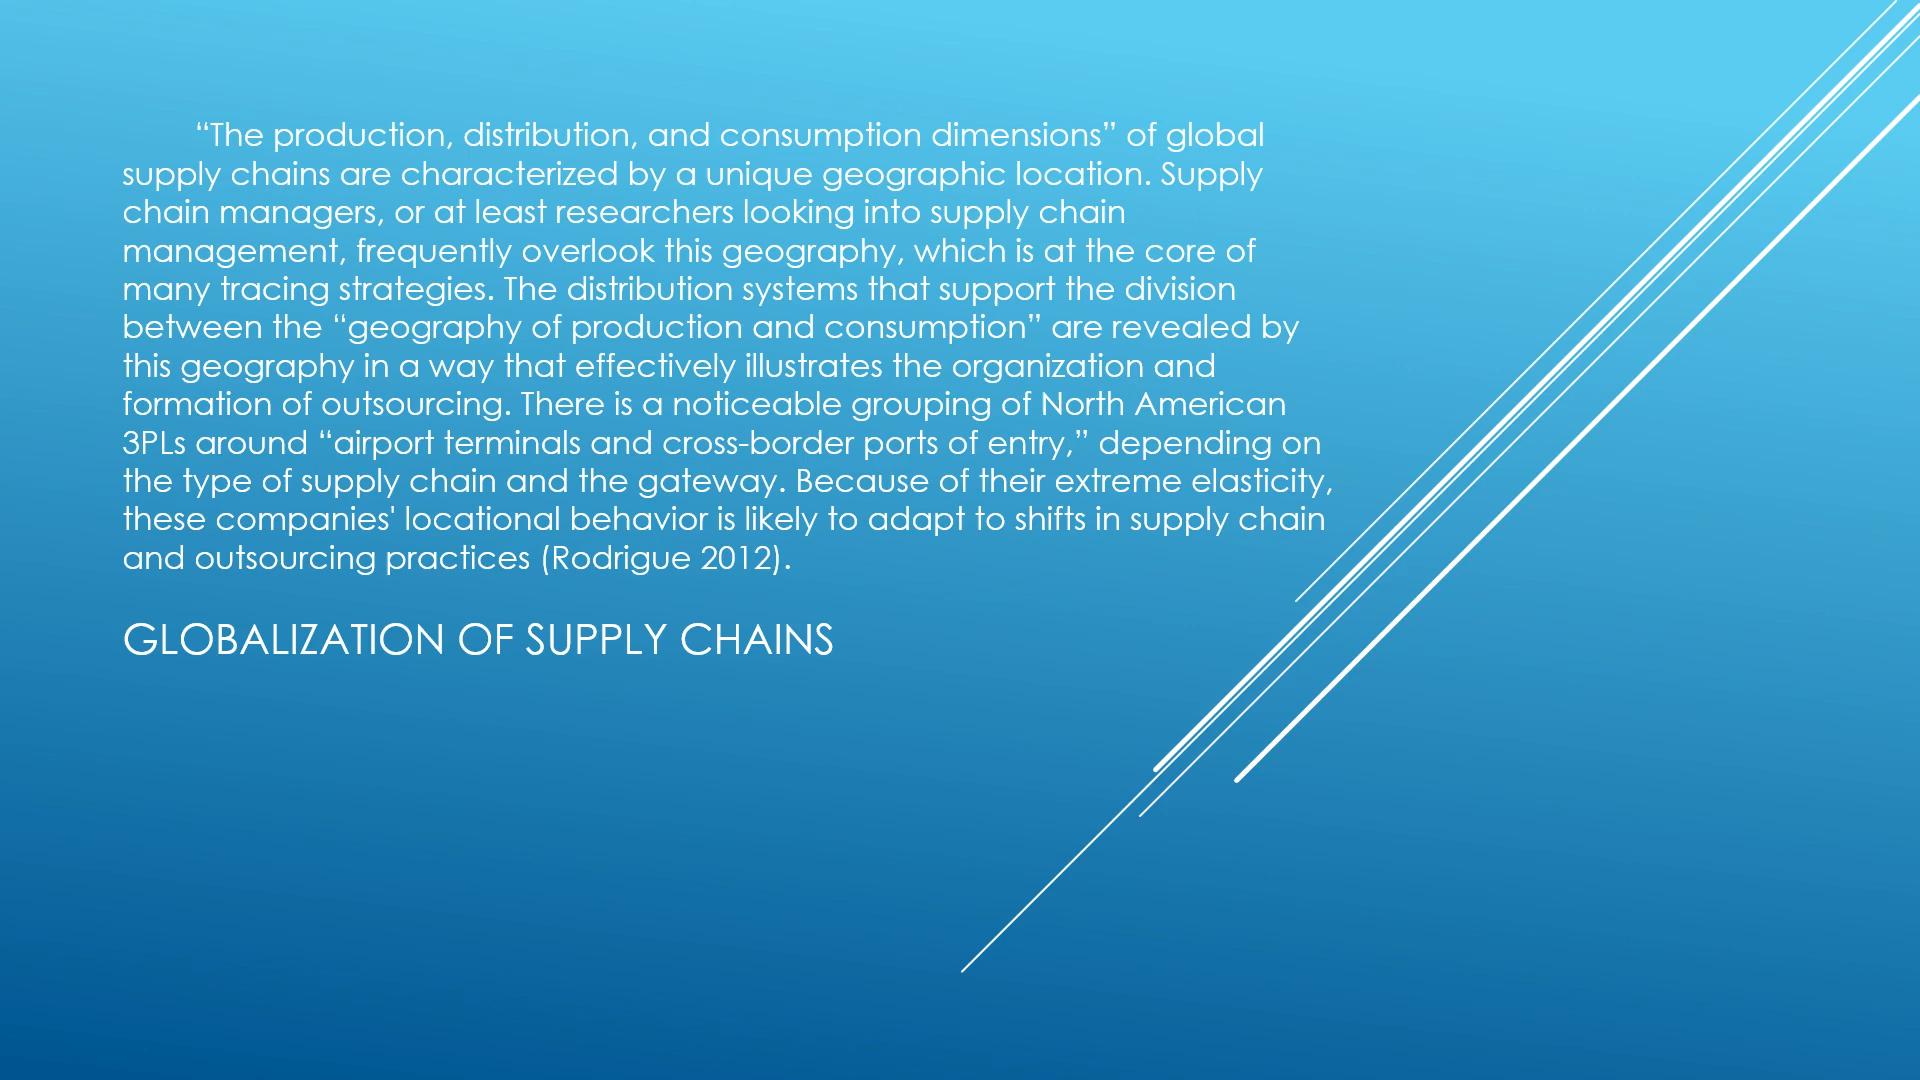 “The production, distribution, and consumption dimensions” of global
supply chains are characterized by a unique geographic location. Supply
chain managers, or at least researchers looking into supply chain
management, frequently overlook this geography, which is at the core of
many tracing strategies. The distribution systems that support the division
between the “geography of production and consumption” are revealed by
this geography in a way that effectively illustrates the organization and
formation of outsourcing. There is a noticeable grouping of North American
3PLs around “airport terminals and cross-border ports of entry,” depending on
the type of supply chain and the gateway. Because of their extreme elasticity,
these companies' locational behavior is likely to adapt to shifts in supply chain
and outsourcing practices (Rodrigue 2012).
GLOBALIZATION OF SUPPLY CHAINS